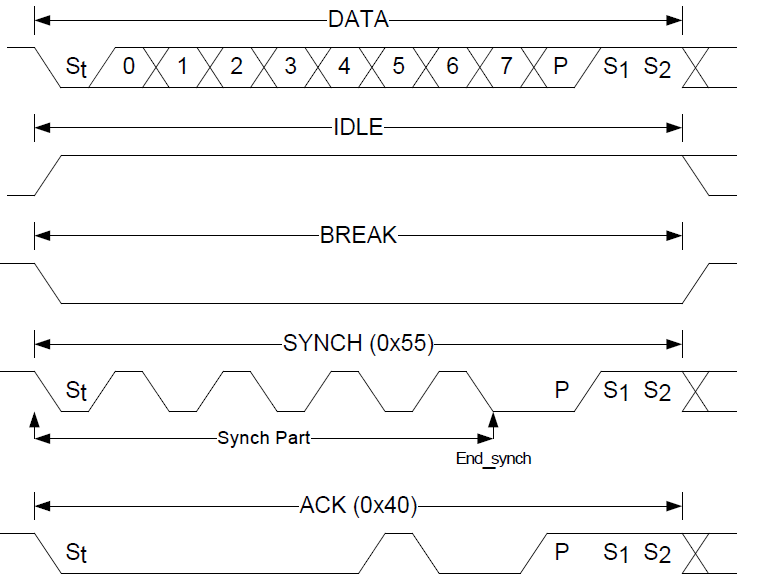 DATA
St 0 1 2 3 4 5 6 7 P S1 S2
IDLE
BREAK
SYNCH (0x55)
St P S1 S2
Synch Part
End_synch
ACK (0x40)
St P S1 S2